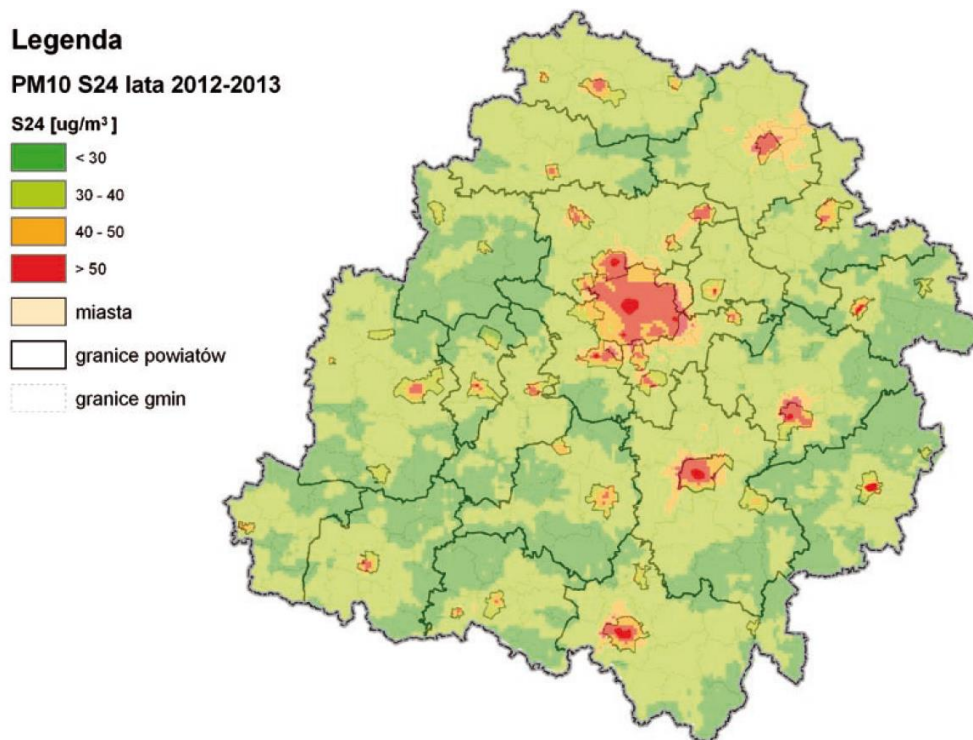 Legenda
PM10 S24 lata 2012-2013
S24 [ug/m³ ]
< 30
30 - 40
40 - 50
> 50
miasta
granice powiatów
granice gmin